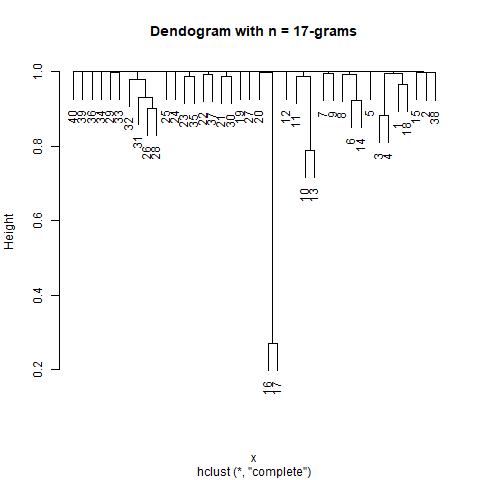 Dendogram with n = 17-grams
Height
1.0
0.8
0.6
0.4
0.2
40 39 36 34 29 33 32 31 26 28 25 24 23 35 22 37 21 30 19 27 20 16 17 12 11 10 13 7 9 8 6 14 5 3 4 1 18 15 2 38
x
hclust (*, "complete")